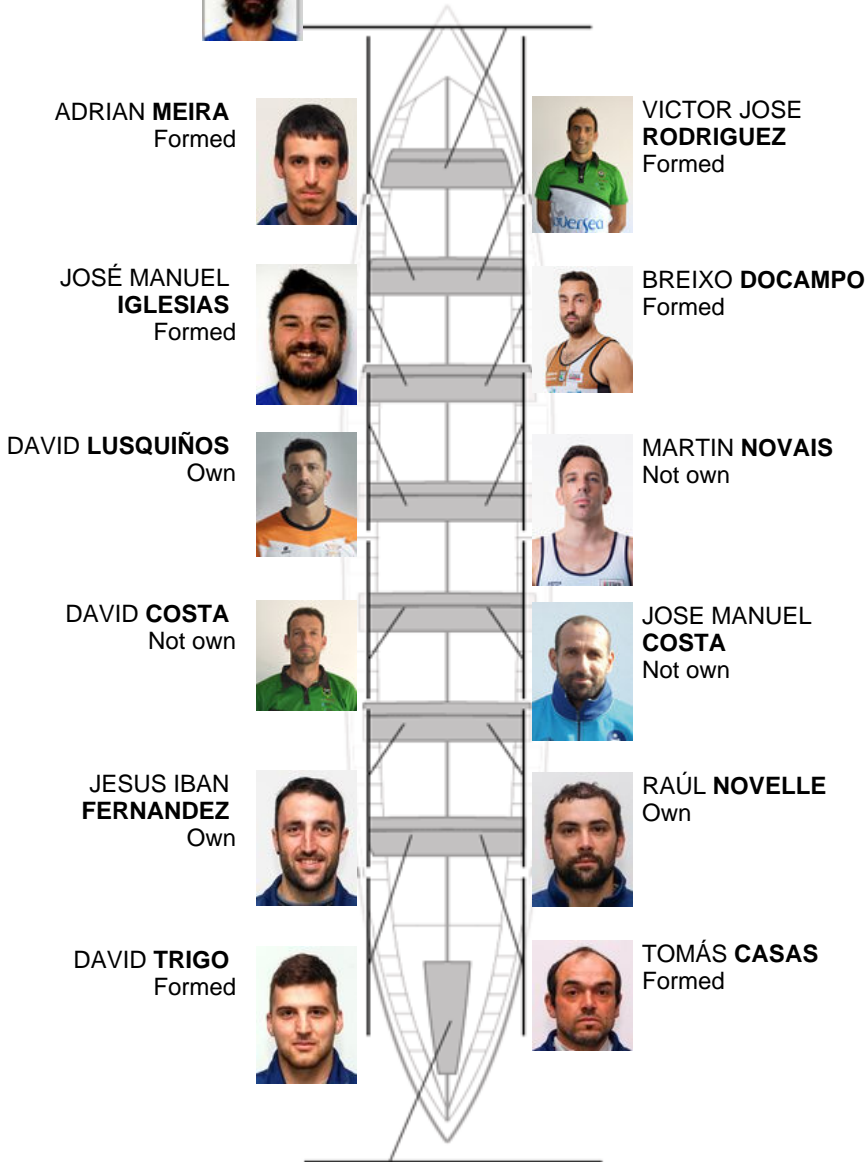 ADRIAN MEIRA
Formed
VICTOR JOSE
RODRIGUEZ
Formed
JOSÉ MANUEL
IGLESIAS
Formed
BREIXO DOCAMPO
Formed
DAVID LUSQUIÑOS
Own
MARTIN NOVAIS
Not own
DAVID COSTA
Not own
JOSE MANUEL
COSTA
Not own
JESUS IBAN
FERNANDEZ
Own
RAÚL NOVELLE
Own
DAVID TRIGO
Formed
TOMÁS CASAS
Formed